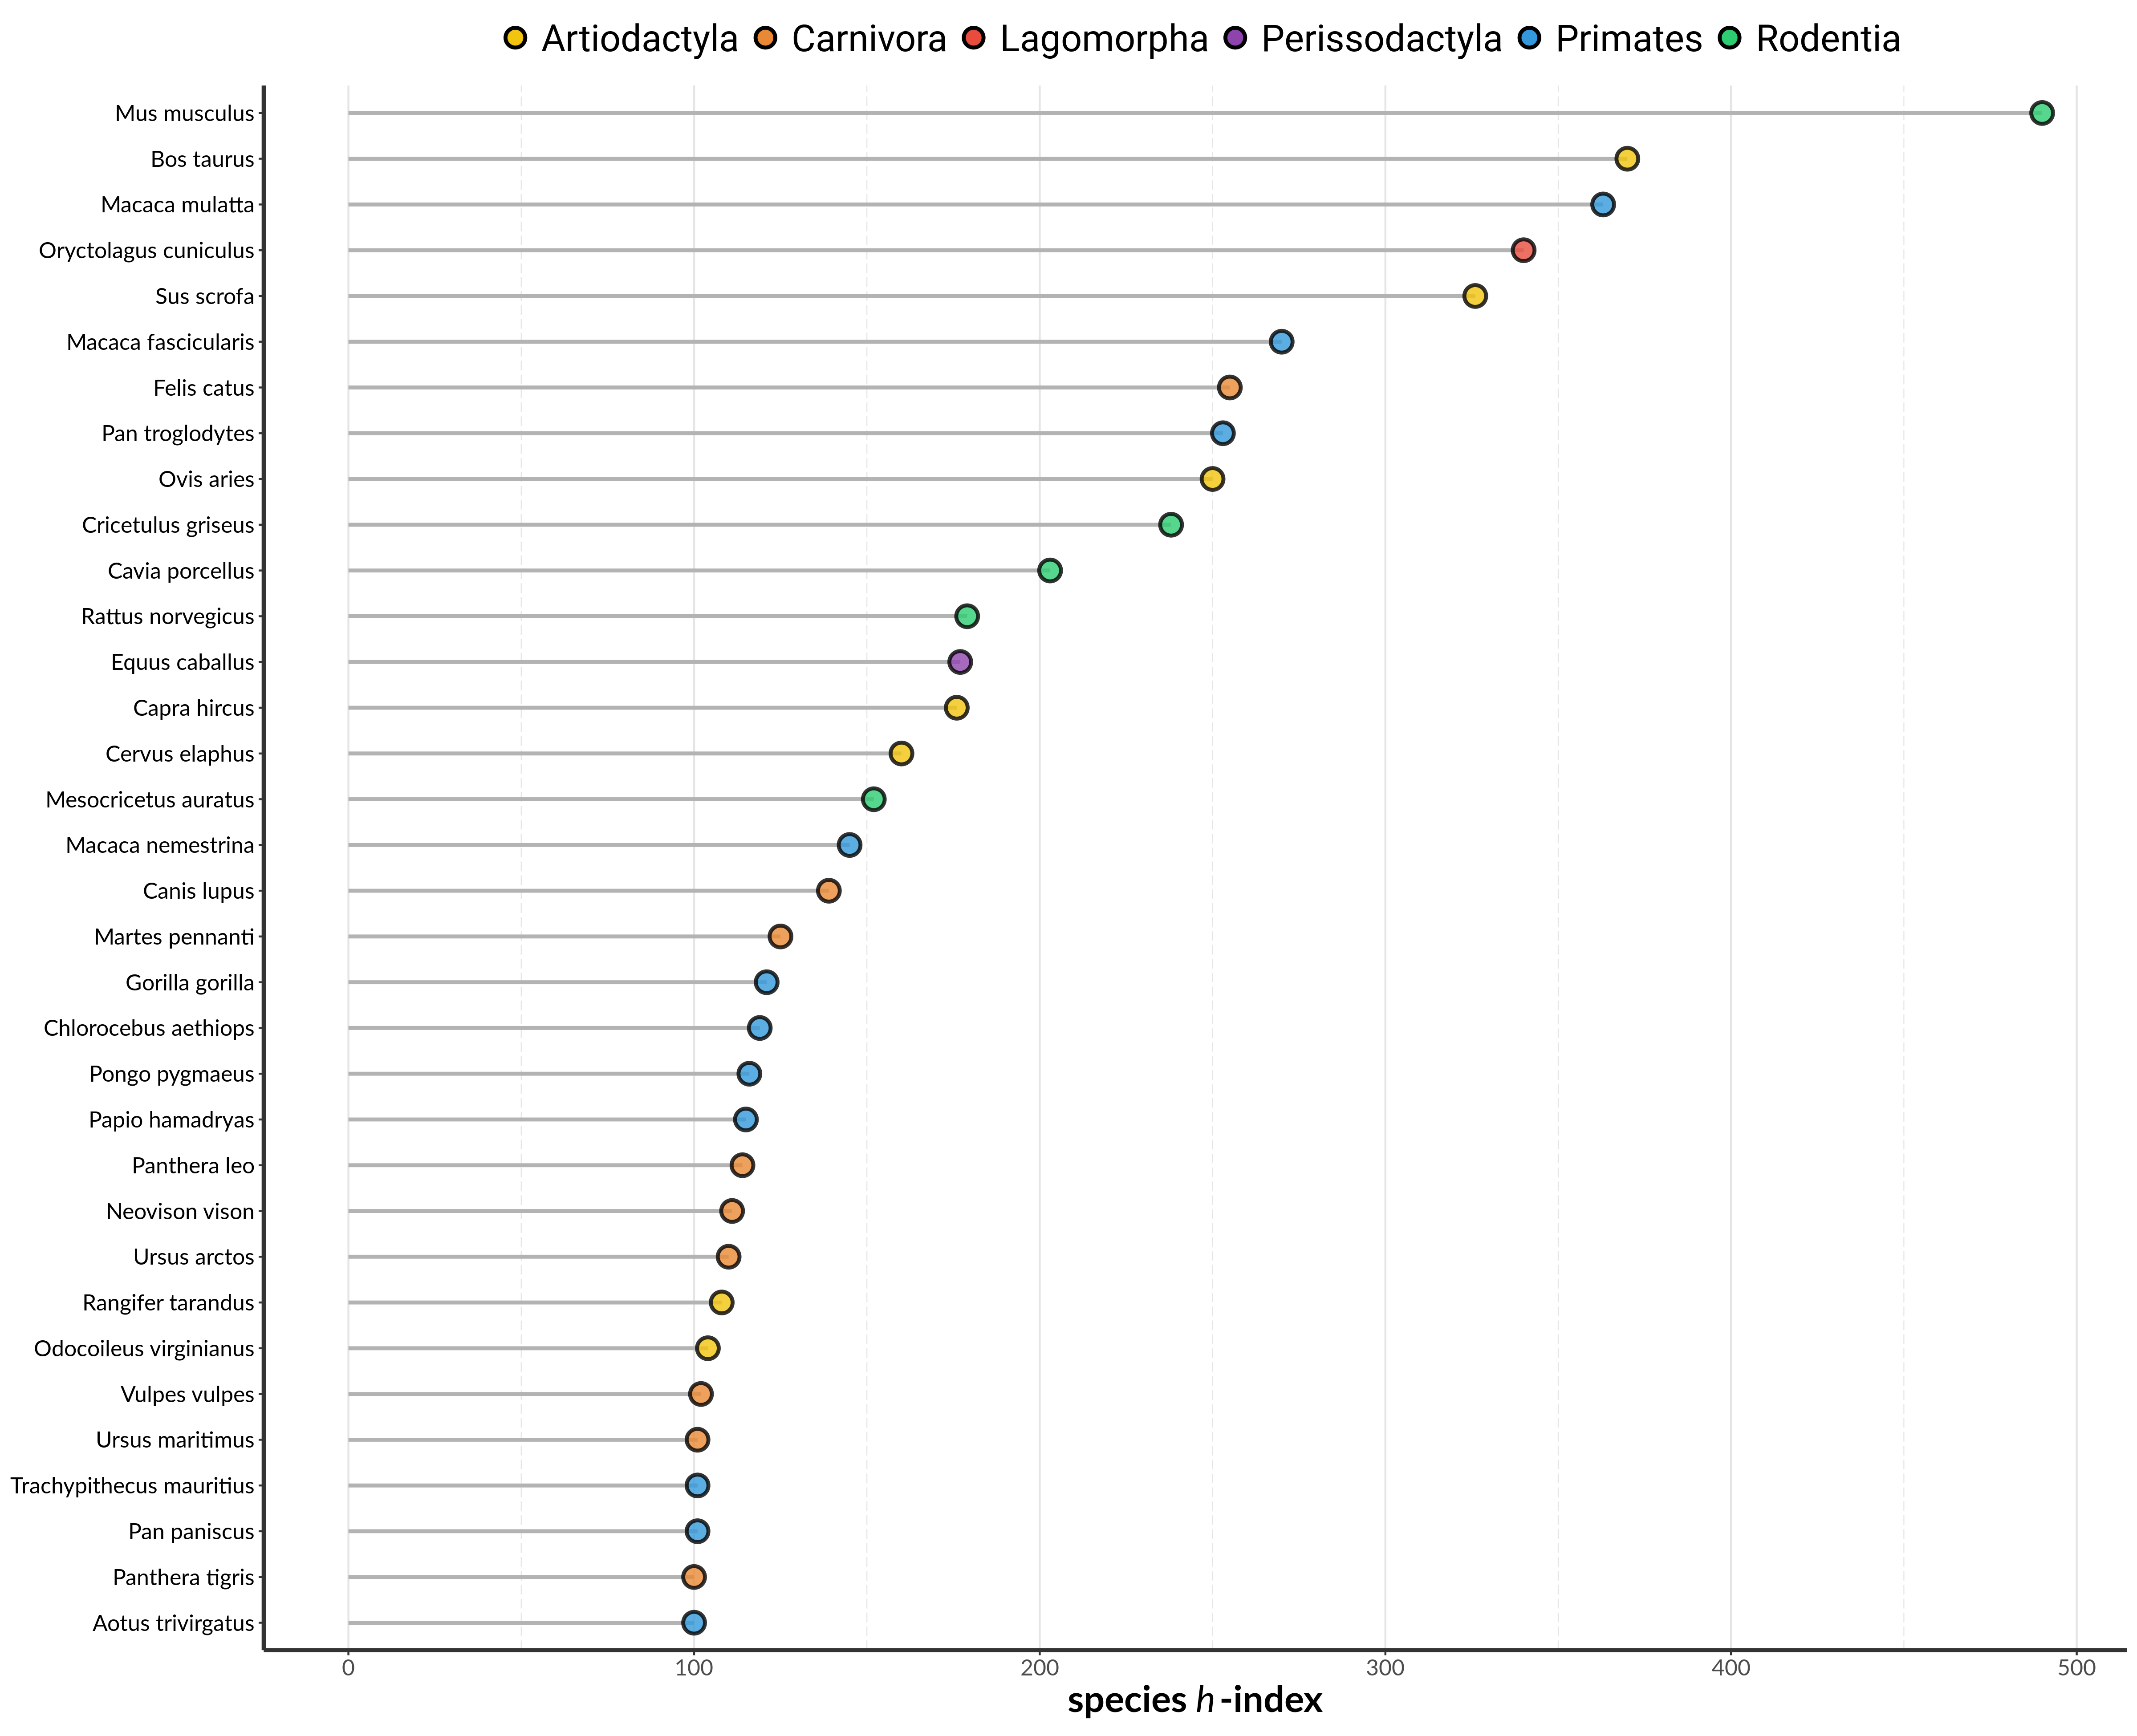 Artiodactyla Carnivora Lagomorpha Perissodactyla Primates Rodentia
Mus musculus
Bos taurus
Macaca mulatta
Oryctolagus cuniculus
Sus scrofa
Macaca fascicularis
Felis catus
Pan troglodytes
Ovis aries
Cricetulus griseus
Cavia porcellus
Rattus norvegicus
Equus caballus
Capra hircus
Cervus elaphus
Mesocricetus auratus
Macaca nemestrina
Canis lupus
Martes pennanti
Gorilla gorilla
Chlorocebus aethiops
Pongo pygmaeus
Papio hamadryas
Panthera leo
Neovison vison
Ursus arctos
Rangifer tarandus
Odocoileus virginianus
Vulpes vulpes
Ursus maritimus
Trachypithecus mauritius
Pan paniscus
Panthera tigris
Aotus trivirgatus
0 100 200 300 400 500
species h-index